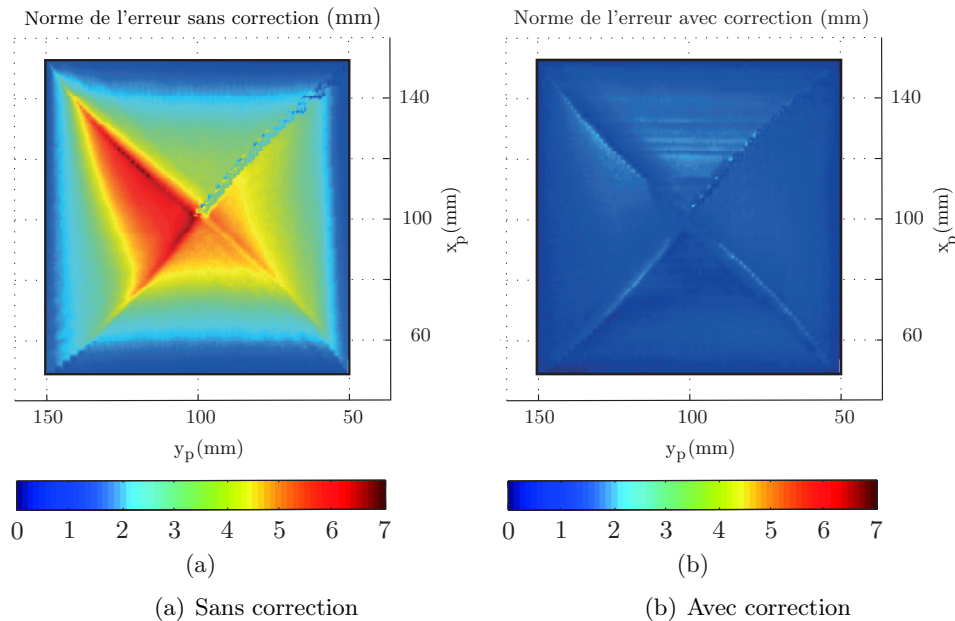 Norme de l'erreur sans correction (mm)
140
100
60
x_p(mm)
150 100 50
y_p(mm)
0 1 2 3 4 5 6 7
(a)
(a) Sans correction
Norme de l'erreur avec correction (mm)
140
100
60
x_p(mm)
150 100 50
y_p(mm)
0 1 2 3 4 5 6 7
(b)
(b) Avec correction